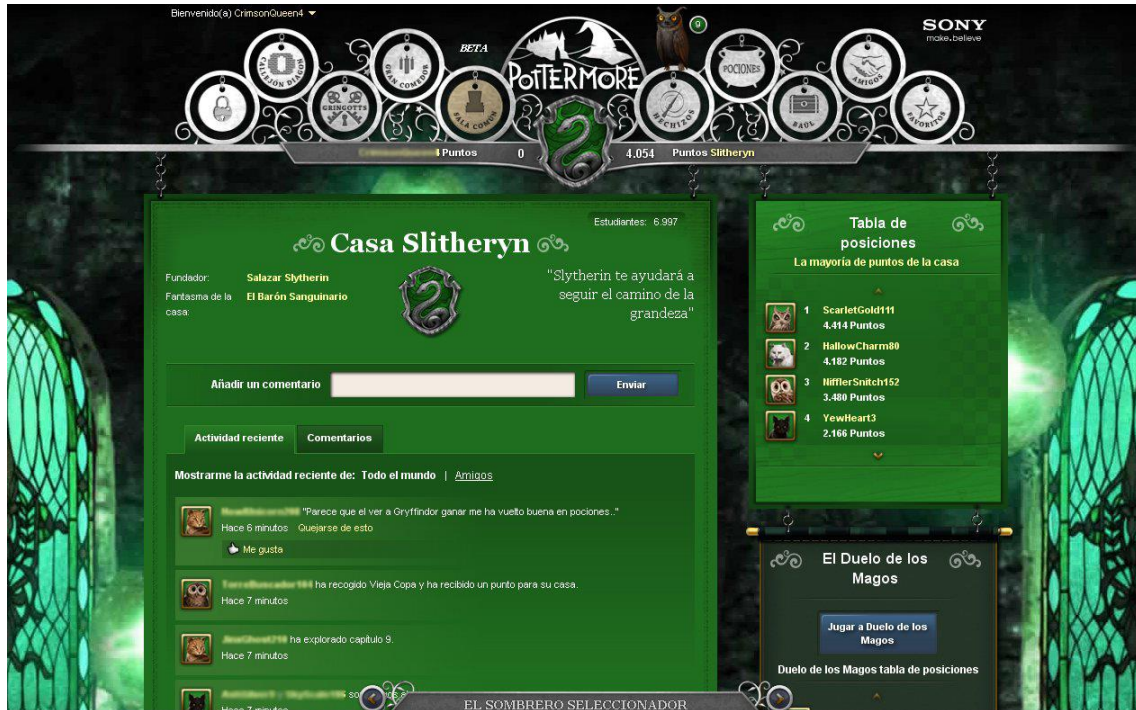 Bienvenido(a) CrimsonQueen4
SONY
make.believe
9
BETA
POTTERMORE
CALLEJÓN DIAGON
GRAN COMEDOR
GRINGOTTS
SALA COMÚN
HECHIZOS
POCIONES
BAÚL
AMIGOS
FAVORITOS
4 Puntos 0
4.054 Puntos Slitheryn
Estudiantes: 6.997
Casa Slitheryn
Fundador: Salazar Slytherin
Fantasma de la casa: El Barón Sanguinario
"Slytherin te ayudará a
seguir el camino de la
grandeza"
Añadir un comentario
Enviar
Actividad reciente Comentarios
Mostrarme la actividad reciente de: Todo el mundo | Amigos
"Parece que el ver a Gryffindor ganar me ha vuelto buena en pociones.."
Hace 6 minutos Quejarse de esto
Me gusta
ha recogido Vieja Copa y ha recibido un punto para su casa.
Hace 7 minutos
ha explorado capítulo 9.
Hace 7 minutos
Hace 7 minutos
EL SOMBRERO SELECCIONADOR
Tabla de
posiciones
La mayoría de puntos de la casa
1 ScarletGold111
4.414 Puntos
2 HallowCharm80
4.182 Puntos
3 NifflerSnitch152
3.480 Puntos
4 YewHeart3
2.166 Puntos
El Duelo de los
Magos
Jugar a Duelo de los
Magos
Duelo de los Magos tabla de posiciones